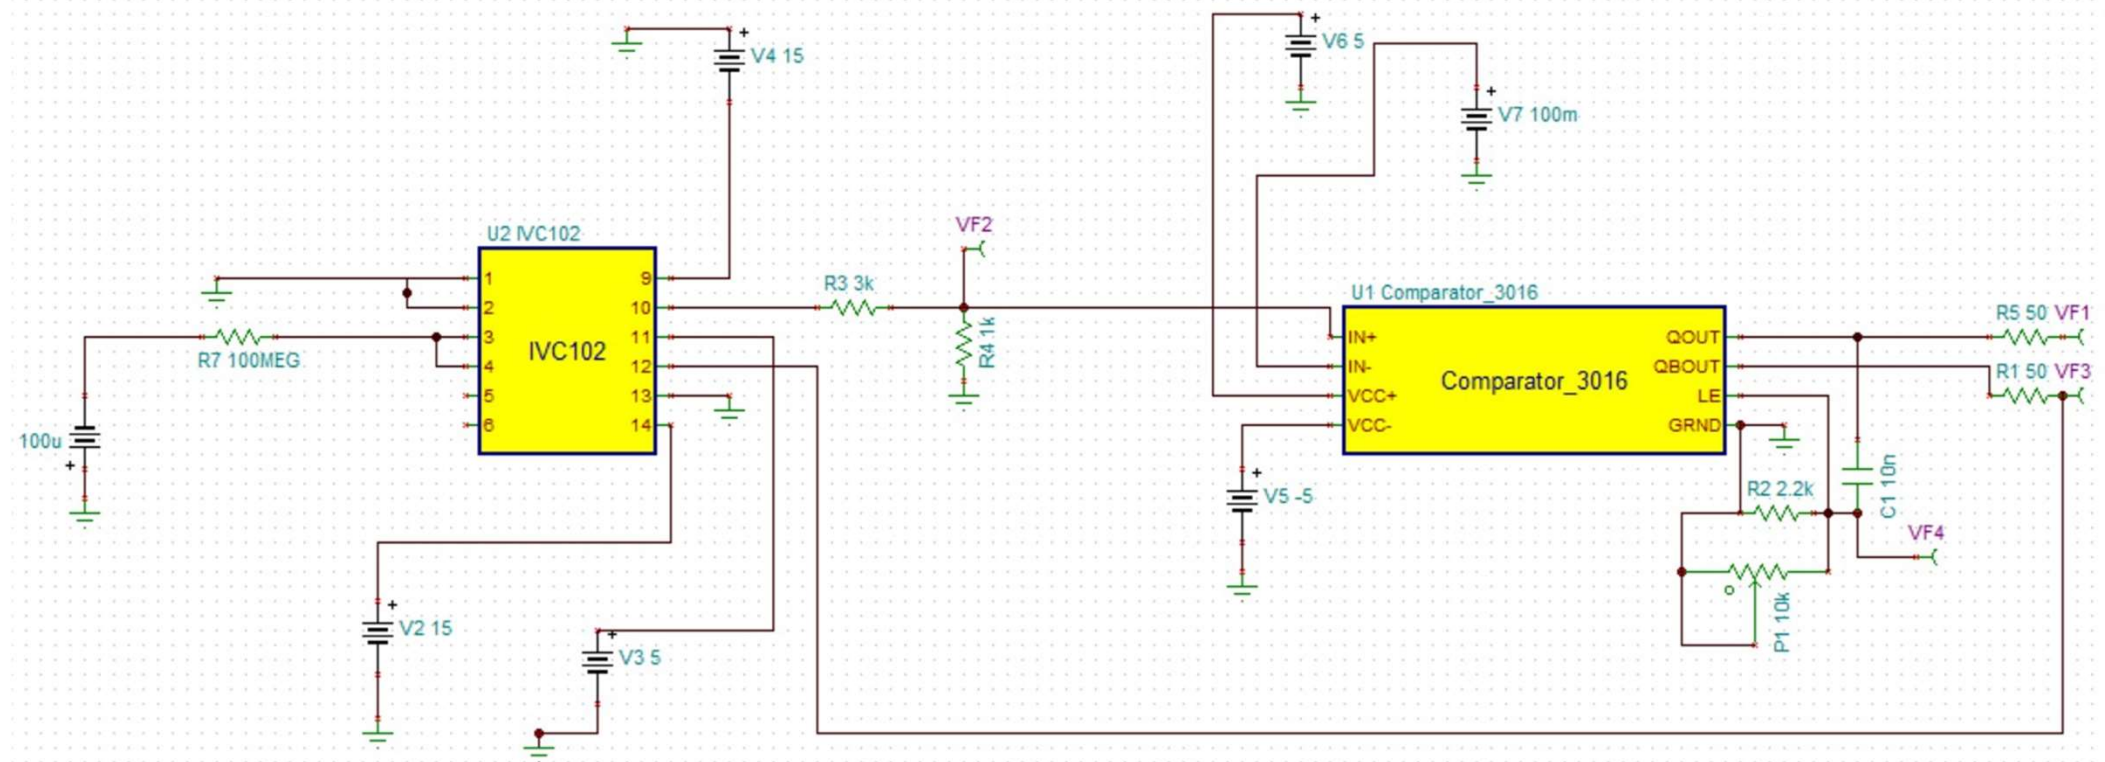 V6 5
V4 15
V7 100m
VF2
U2 IVC102
1
2
3
4
5
6
9
10
11
12
13
14
IVC102
R7 100MEG
100u
+
R3 3k
R4 1k
V2 15
+
V3 5
+
+
+
+
U1 Comparator_3016
IN+
IN-
VCC+
VCC-
QOUT
QBOUT
LE
GRND
Comparator_3016
V5 -5
+
R5 50
VF1
R1 50
VF3
R2 2.2k
C1 10n
VF4
P1 10k